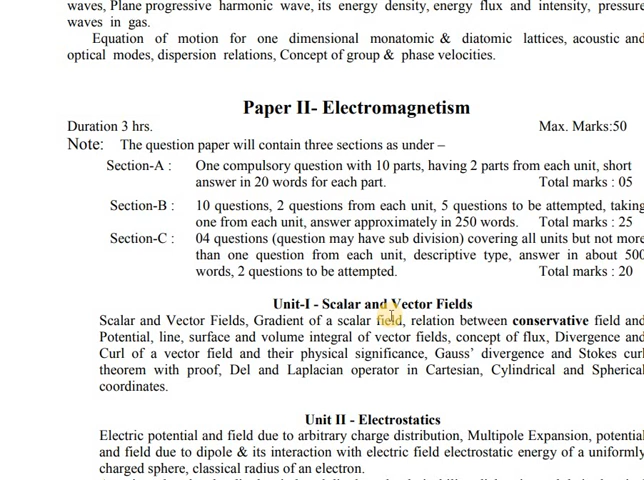 waves, Plane progressive harmonic wave, its energy density, energy flux and intensity, pressure
waves in gas.
Equation of motion for one dimensional monatomic & diatomic lattices, acoustic and
optical modes, dispersion relations, Concept of group & phase velocities.
Paper II- Electromagnetism
Duration 3 hrs. Max. Marks:50
Note: The question paper will contain three sections as under –
Section-A : One compulsory question with 10 parts, having 2 parts from each unit, short
answer in 20 words for each part. Total marks : 05
Section-B : 10 questions, 2 questions from each unit, 5 questions to be attempted, taking
one from each unit, answer approximately in 250 words. Total marks : 25
Section-C : 04 questions (question may have sub division) covering all units but not more
than one question from each unit, descriptive type, answer in about 500
words, 2 questions to be attempted. Total marks : 20
Unit-I - Scalar and Vector Fields
Scalar and Vector Fields, Gradient of a scalar field, relation between conservative field and
Potential, line, surface and volume integral of vector fields, concept of flux, Divergence and
Curl of a vector field and their physical significance, Gauss' divergence and Stokes curl
theorem with proof, Del and Laplacian operator in Cartesian, Cylindrical and Spherical
coordinates.
Unit II - Electrostatics
Electric potential and field due to arbitrary charge distribution, Multipole Expansion, potential
and field due to dipole & its interaction with electric field electrostatic energy of a uniformly
charged sphere, classical radius of an electron.